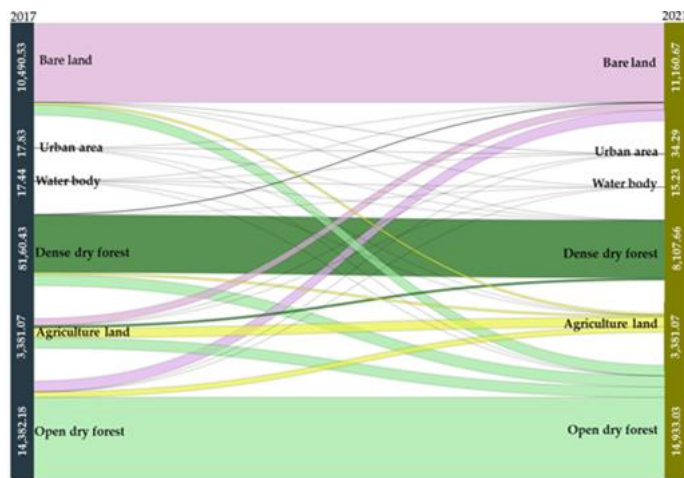 2017
2021
10,490.53
Bare land
Bare land
11,160.67
17.83
Urban area
Urban area
34.29
17.44
Water body
Water body
15.23
81,60.43
Dense dry forest
Dense dry forest
8,107.66
3,381.07
Agriculture land
Agriculture land
3,381.07
14,382.18
Open dry forest
Open dry forest
14,933.03